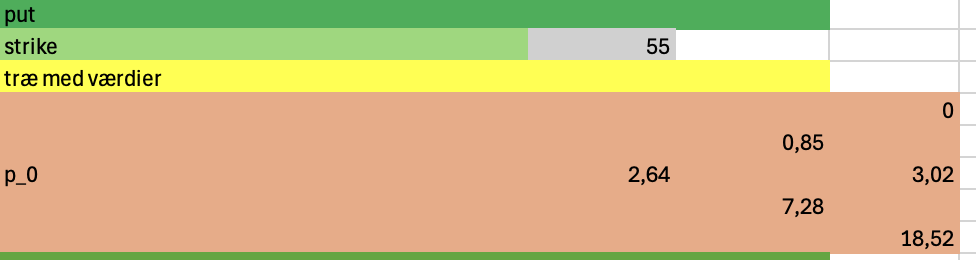 put
strike 55
træ med værdier
0
0,85
p_0 2,64 3,02
7,28
18,52